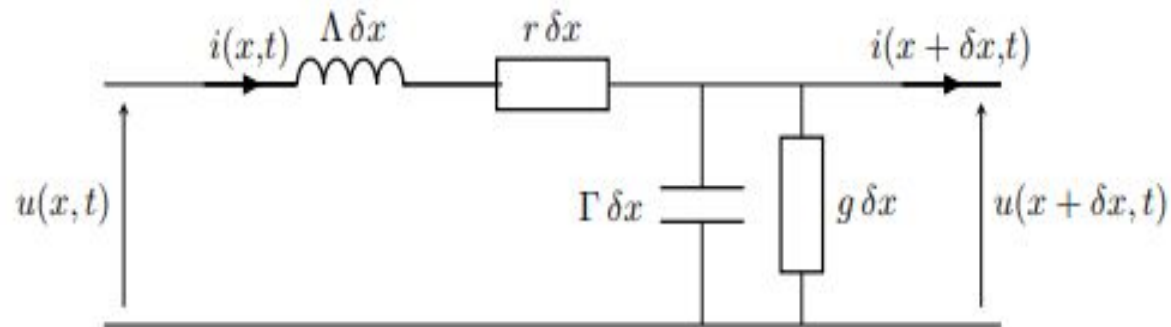 Λ δx
r δx
i(x,t)
i(x + δx,t)
u(x, t)
Γ δx
g δx
u(x + δx, t)